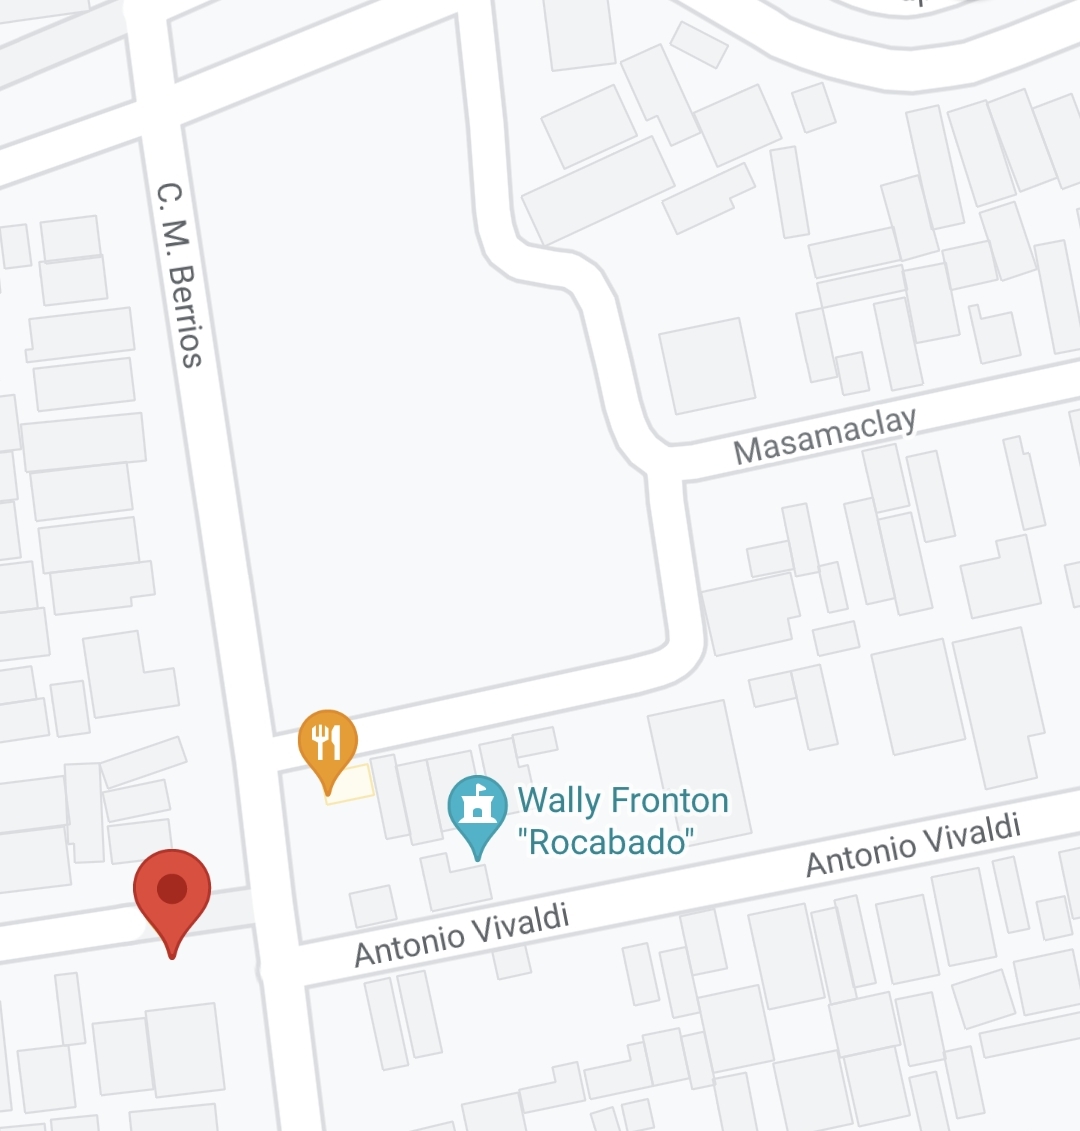 C. M. Berrios
Masamaclay
Wally Fronton
"Rocabado"
Antonio Vivaldi
Antonio Vivaldi